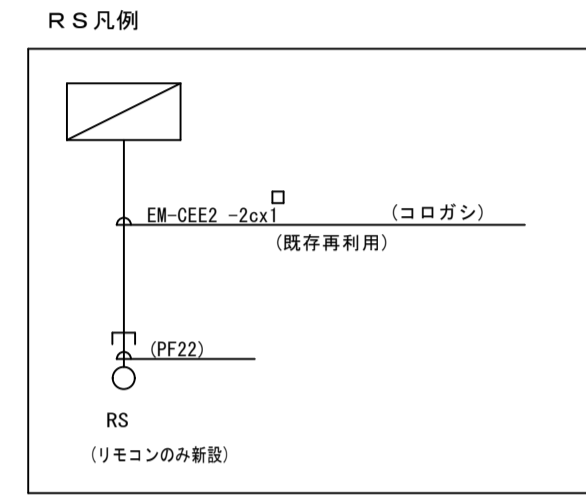 ＲＳ凡例
EM-CEE2□-2cx1 (コロガシ)
(既存再利用)
(PF22)
RS
(リモコンのみ新設)